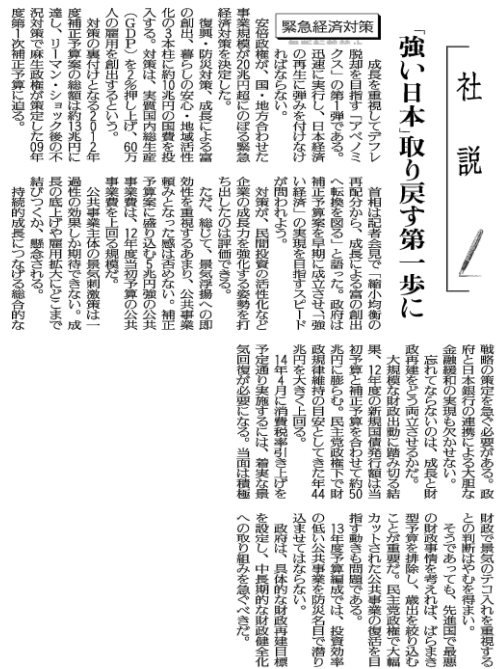 社説
「強い日本」取り戻す第一歩に
緊急経済対策
成長を重視してデフレ
脱却を目指す「アベノミ
クス」の第1弾である。
迅速に実行し、日本経済
の再生に弾みを付けなけ
ればならない。
安倍政権が、国・地方合わせた
事業規模が20兆円にのぼる緊急
経済対策を決定した。
復興・防災対策、成長による富
の創出、暮らしの安心・地域活性
化の3本柱に約10兆円の国費を投
入する。対策は、実質国内総生産
（GDP）を2%押し上げ、60万
人の雇用を創出するという。
対策の裏付けとなる2012年
度補正予算案の総額は約13兆円に
達し、リーマン・ショック後の不
況対策で麻生政権が策定した09年
度第1次補正予算に迫る。
首相は記者会見で「縮小均衡の
再配分から、成長による富の創出
へ転換を図る」と語った。政府は
補正予算案を早期に成立させ、「強
い経済」の実現を目指すスピード
が問われよう。
対策が、民間投資の活性化など
企業の成長力を強化する姿勢を打
ち出したのは評価できる。
ただ、総じて、景気浮揚への即
効性を重視するあまり、公共事業
頼みとなった感は否めない。補正
予算案に盛り込む5兆円強の公共
事業費は、12年度当初予算の公共
事業費を上回る規模だ。
公共事業主体の景気刺激策は一
過性の効果しか期待できない。成
長の底上げや雇用拡大にどこまで
結びつくか、懸念される。
持続的成長につなげる総合的な
戦略の策定を急ぐ必要がある。政
府と日本銀行の連携による大胆な
金融緩和の実現も欠かせない。
忘れてならないのは、成長と財
政再建をどう両立させるかだ。
大規模な財政出動に踏み切る結
果、12年度の新規国債発行額は当
初予算と補正予算を合わせて約50
兆円に膨らむ。民主党政権下で財
政規律維持の目安としてきた年44
兆円を大きく上回る。
14年4月に消費税率引き上げを
予定通り実施するには、着実な景
気回復が必要になる。当面は積極
財政で景気のテコ入れを重視する
との判断はやむを得まい。
そうであっても、先進国で最悪
の財政事情を考えれば、ばらまき
型予算を排除し、歳出を絞り込む
ことが重要だ。民主党政権で大幅
カットされた公共事業の復活を目
指す動きも問題である。
13年度予算編成では、投資効率
の低い公共事業を防災名目で潜り
込ませてはならない。
政府は、具体的な財政再建目標
を設定し、中長期的な財政健全化
への取り組みを急ぐべきだ。